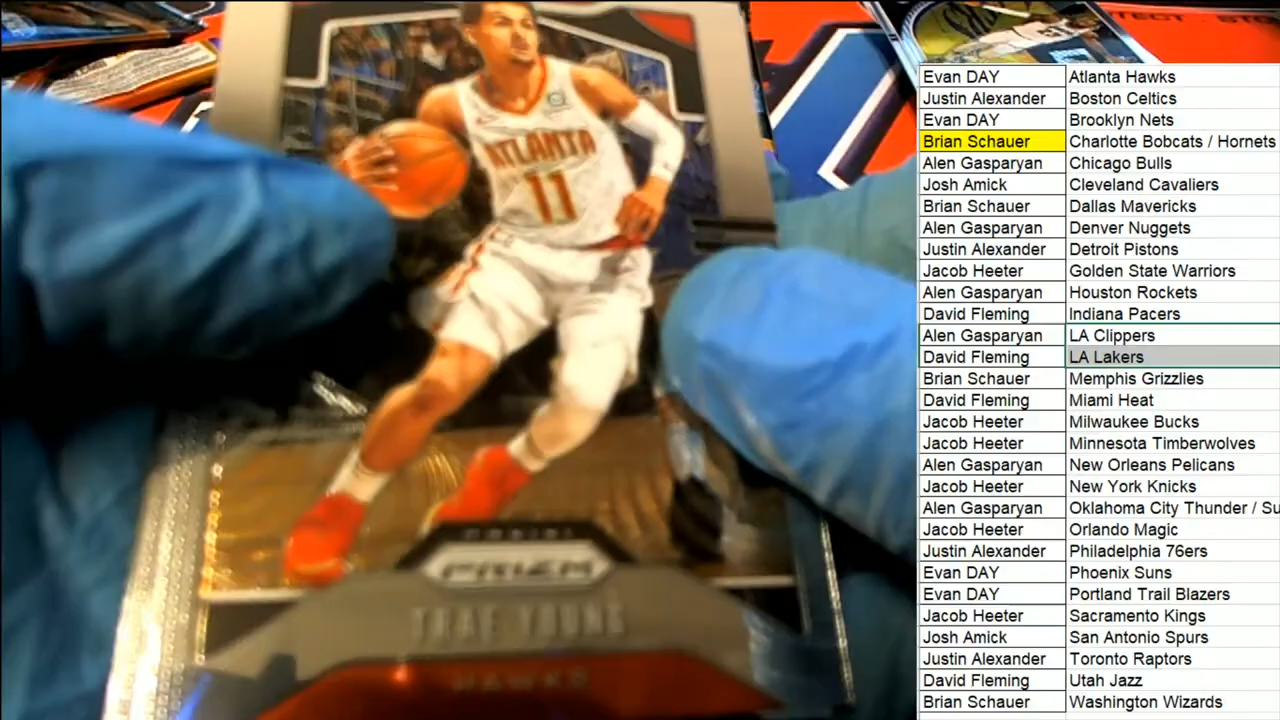 TECT - STO
ATLANTA
11
PANINI
PRIZM
TRAE YOUNG
HAWKS
Evan DAY Atlanta Hawks
Justin Alexander Boston Celtics
Evan DAY Brooklyn Nets
Brian Schauer Charlotte Bobcats / Hornets
Alen Gasparyan Chicago Bulls
Josh Amick Cleveland Cavaliers
Brian Schauer Dallas Mavericks
Alen Gasparyan Denver Nuggets
Justin Alexander Detroit Pistons
Jacob Heeter Golden State Warriors
Alen Gasparyan Houston Rockets
David Fleming Indiana Pacers
Alen Gasparyan LA Clippers
David Fleming LA Lakers
Brian Schauer Memphis Grizzlies
David Fleming Miami Heat
Jacob Heeter Milwaukee Bucks
Jacob Heeter Minnesota Timberwolves
Alen Gasparyan New Orleans Pelicans
Jacob Heeter New York Knicks
Alen Gasparyan Oklahoma City Thunder / Su
Jacob Heeter Orlando Magic
Justin Alexander Philadelphia 76ers
Evan DAY Phoenix Suns
Evan DAY Portland Trail Blazers
Jacob Heeter Sacramento Kings
Josh Amick San Antonio Spurs
Justin Alexander Toronto Raptors
David Fleming Utah Jazz
Brian Schauer Washington Wizards